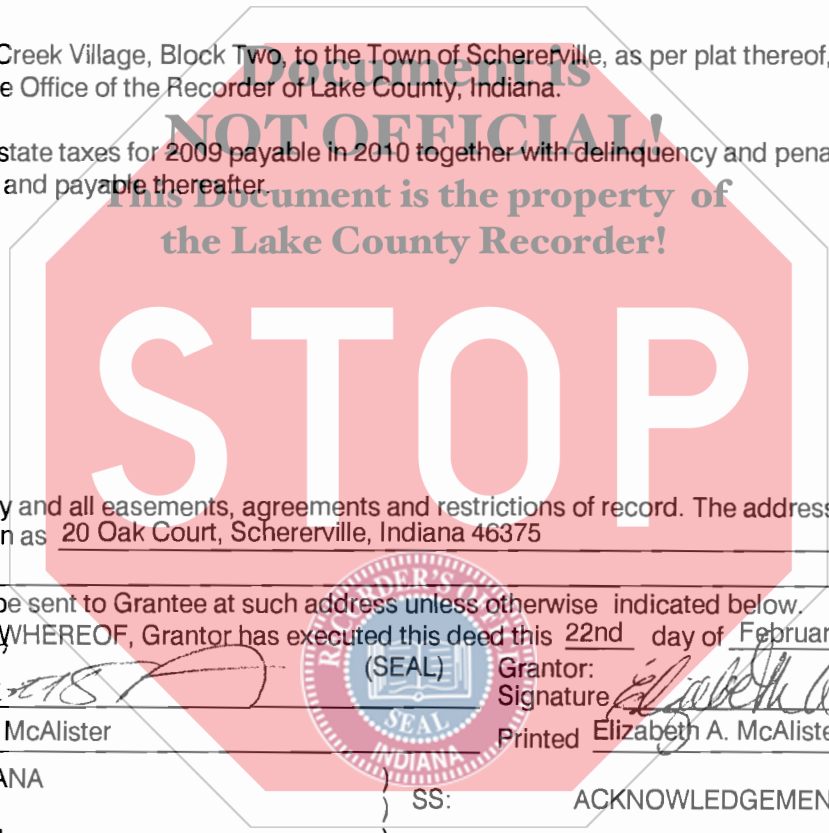 Creek Village, Block Two, to the Town of Schererville, as per plat thereof,
Document is
e Office of the Recorder of Lake County, Indiana.
NOT OFFICIAL!
state taxes for 2009 payable in 2010 together with delinquency and pena
and payable thereafter.
This Document is the property of
the Lake County Recorder!
STOP
y and all easements, agreements and restrictions of record. The address
n as 20 Oak Court, Schererville, Indiana 46375
be sent to Grantee at such address unless otherwise indicated below.
WHEREOF, Grantor has executed this deed this 22nd day of Februar
(SEAL) Grantor:
Signature Elizabeth A
McAlister Printed Elizabeth A. McAliste
RECORDER'S OFFICE
SEAL
INDIANA
ANA
SS: ACKNOWLEDGEMEN